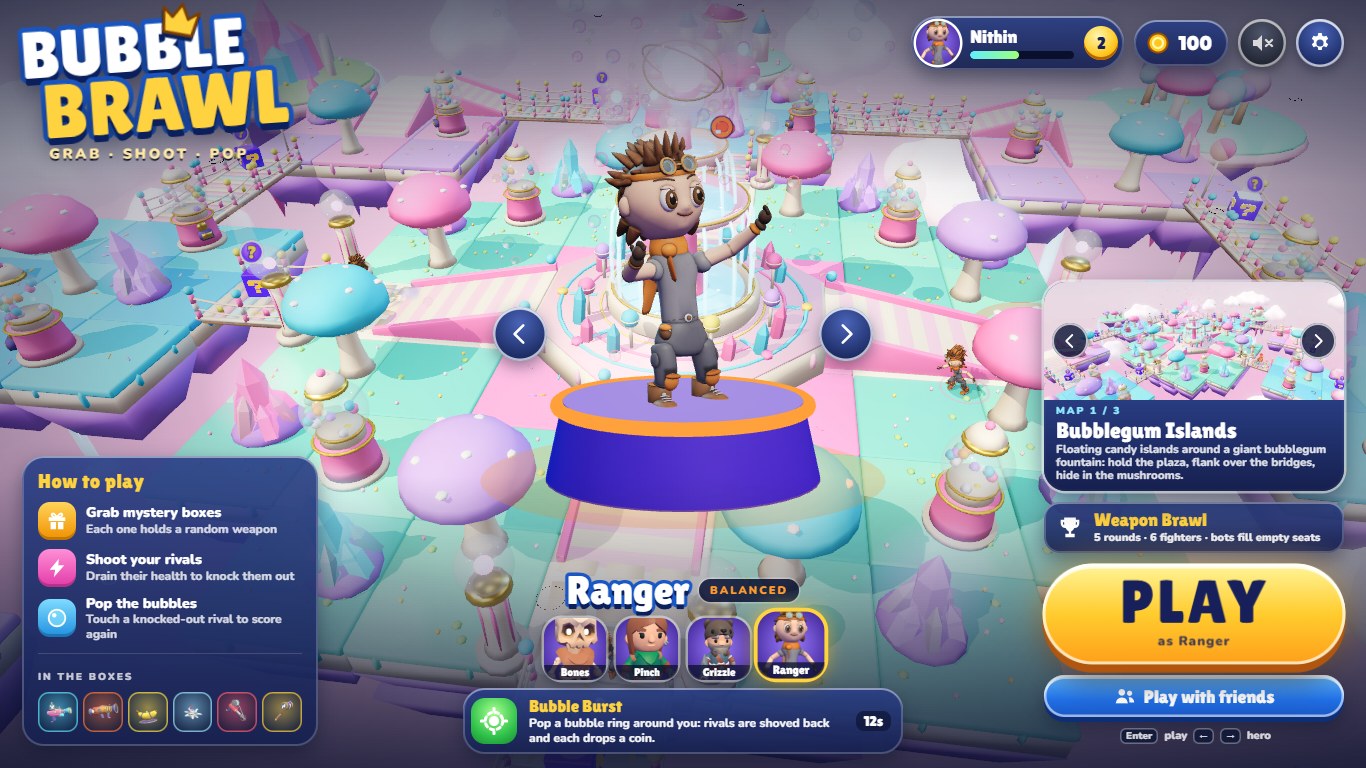 BUBBLE
BRAWL
GRAB · SHOOT · POP
Nithin
2
100
MAP 1 / 3
Bubblegum Islands
Floating candy islands around a giant bubblegum
fountain: hold the plaza, flank over the bridges,
hide in the mushrooms.
Weapon Brawl
5 rounds · 6 fighters · bots fill empty seats
PLAY
as Ranger
Play with friends
Enter play ← → hero
How to play
Grab mystery boxes
Each one holds a random weapon
Shoot your rivals
Drain their health to knock them out
Pop the bubbles
Touch a knocked-out rival to score
again
IN THE BOXES
Ranger BALANCED
Bones Pinch Grizzle Ranger
Bubble Burst
Pop a bubble ring around you: rivals are shoved back
and each drops a coin.
12s
?
?
?
?